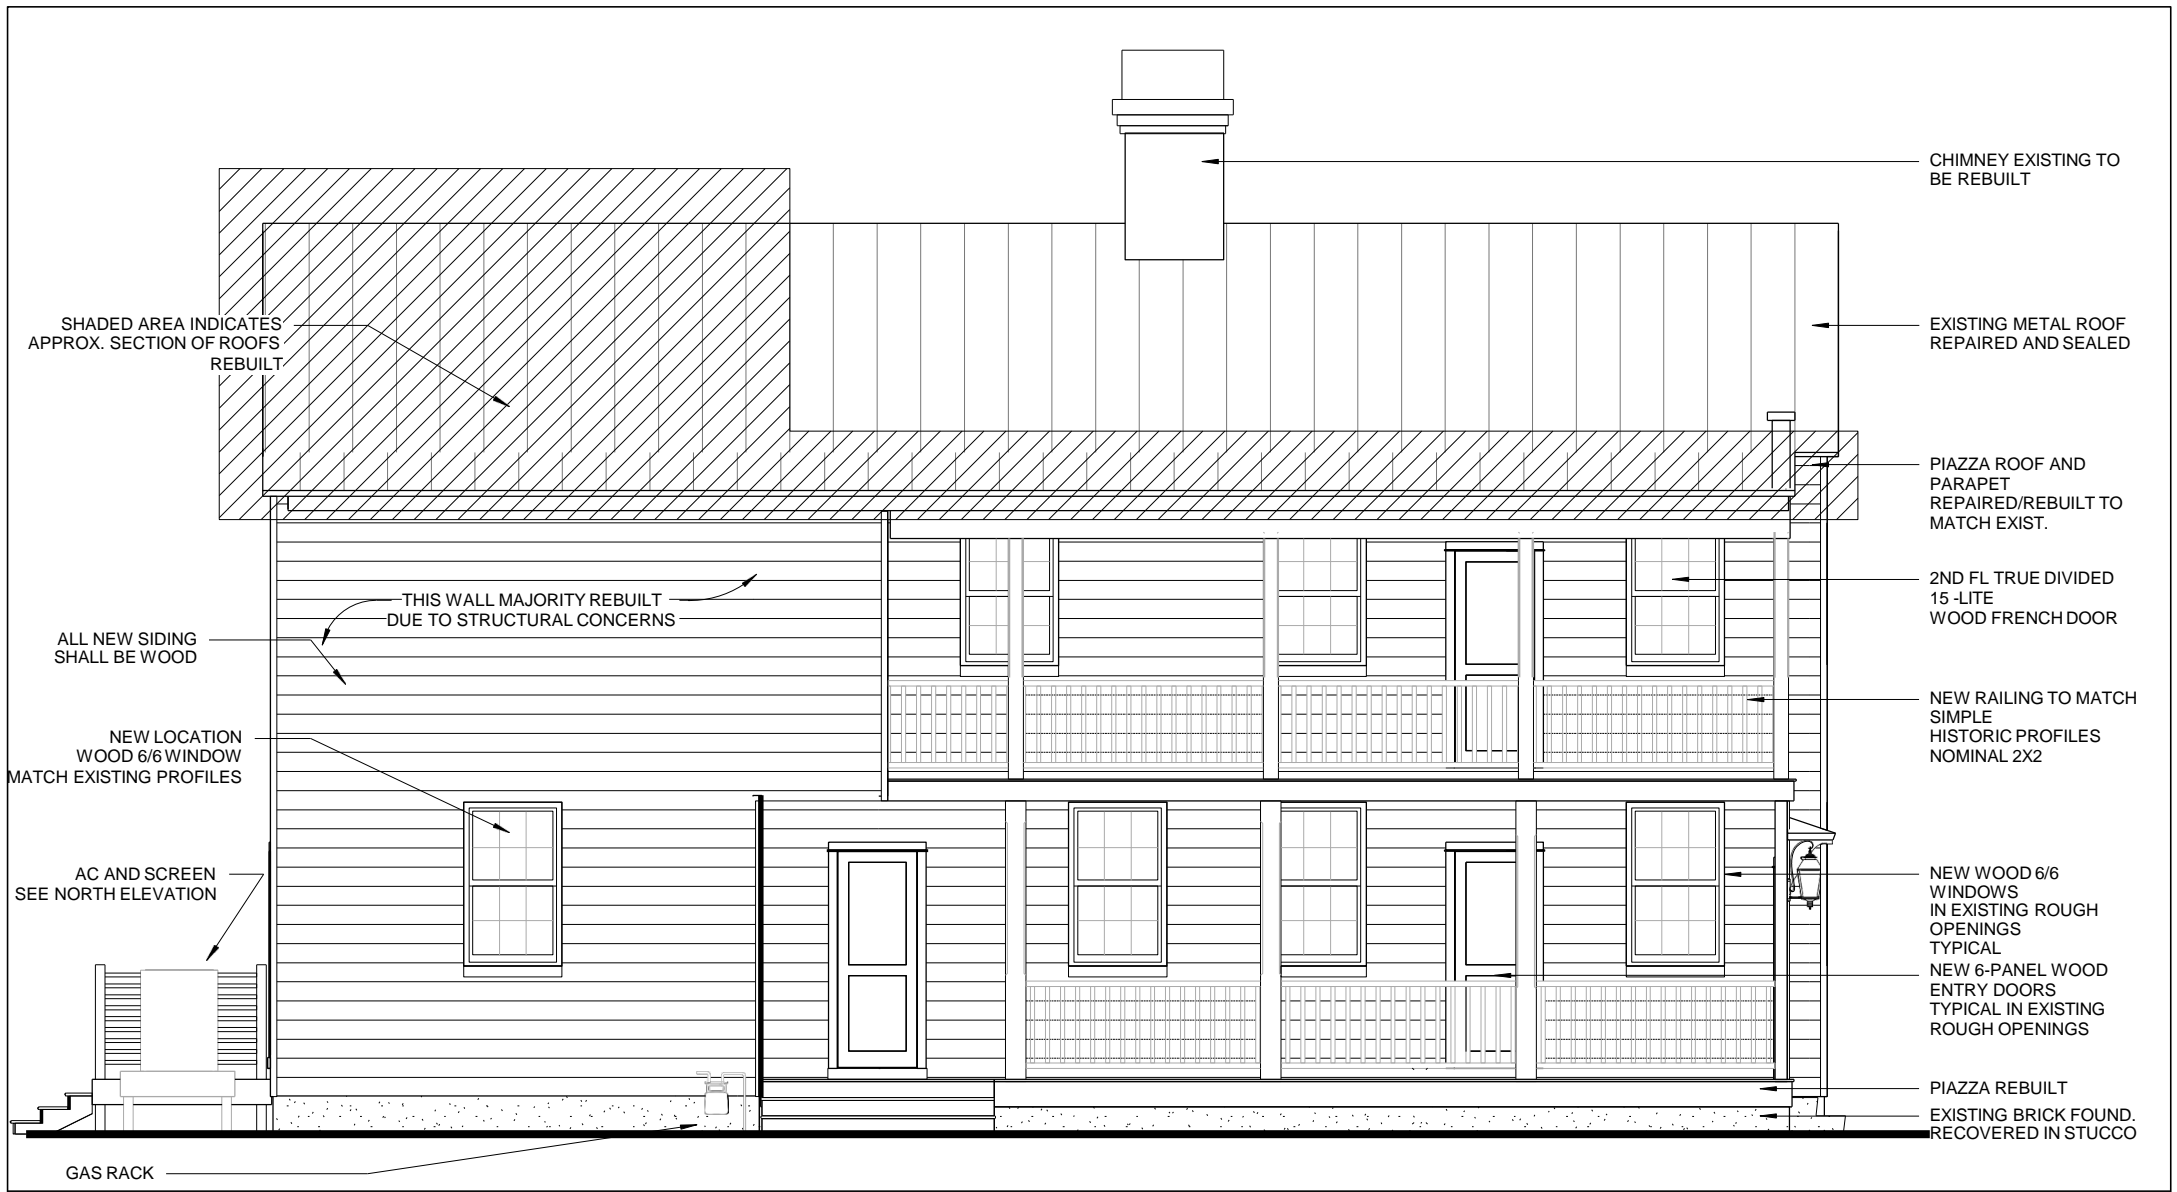 CHIMNEY EXISTING TO
BE REBUILT
SHADED AREA INDICATES
APPROX. SECTION OF ROOFS
REBUILT
EXISTING METAL ROOF
REPAIRED AND SEALED
PIAZZA ROOF AND
PARAPET
REPAIRED/REBUILT TO
MATCH EXIST.
2ND FL TRUE DIVIDED
15 -LITE
WOOD FRENCH DOOR
THIS WALL MAJORITY REBUILT
DUE TO STRUCTURAL CONCERNS
ALL NEW SIDING
SHALL BE WOOD
NEW RAILING TO MATCH
SIMPLE
HISTORIC PROFILES
NOMINAL 2X2
NEW LOCATION
WOOD 6/6 WINDOW
MATCH EXISTING PROFILES
AC AND SCREEN
SEE NORTH ELEVATION
NEW WOOD 6/6
WINDOWS
IN EXISTING ROUGH
OPENINGS
TYPICAL
NEW 6-PANEL WOOD
ENTRY DOORS
TYPICAL IN EXISTING
ROUGH OPENINGS
PIAZZA REBUILT
EXISTING BRICK FOUND.
RECOVERED IN STUCCO
GAS RACK